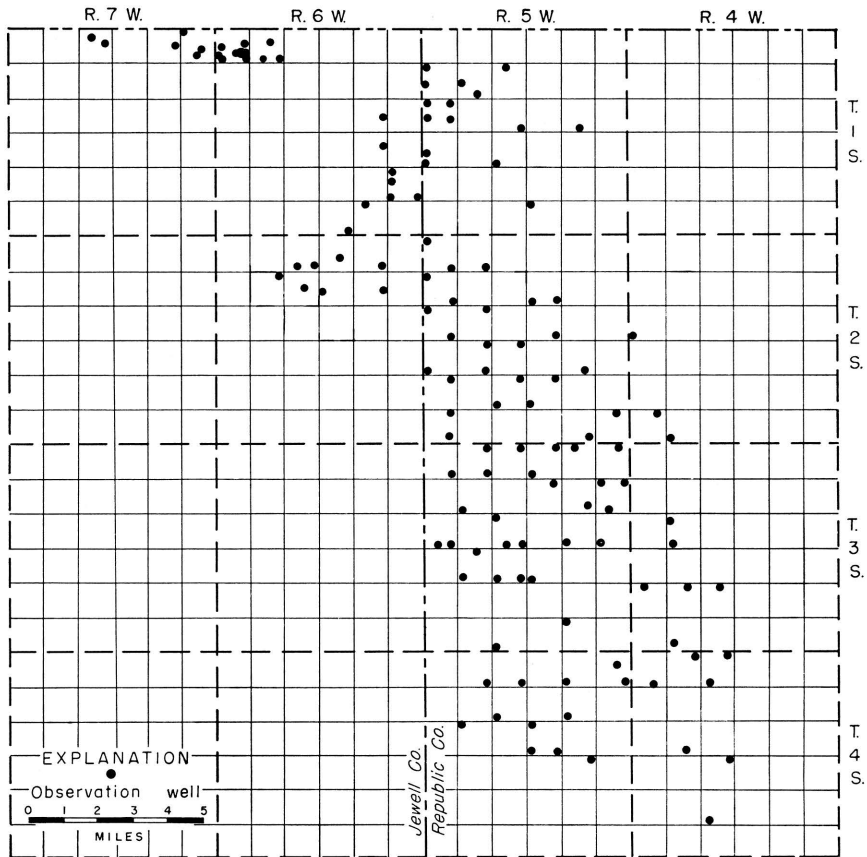 R. 7 W. R. 6 W. R. 5 W. R. 4 W.
T. 1 S.
T. 2 S.
T. 3 S.
T. 4 S.
Jewell Co.
Republic Co.
EXPLANATION
Observation well
0 1 2 3 4 5
MILES